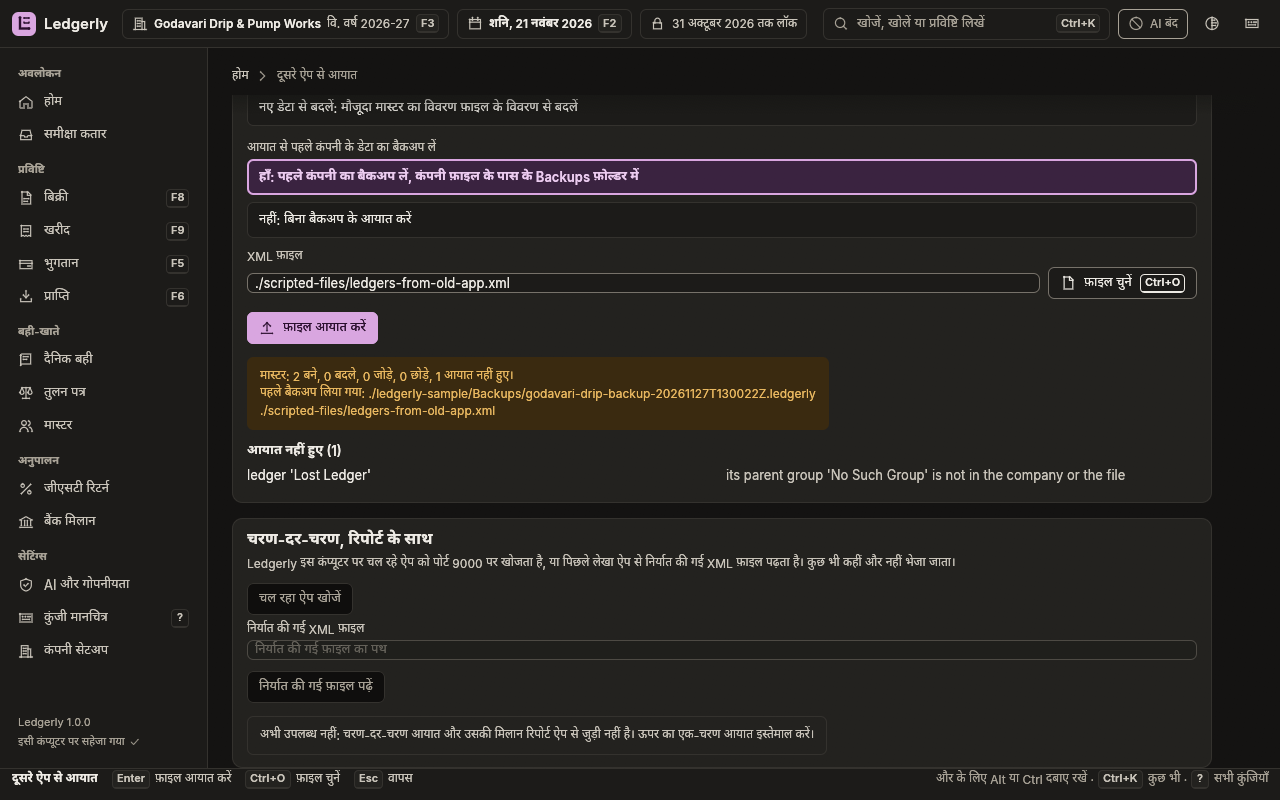 Ledgerly
Godavari Drip & Pump Works वि. वर्ष 2026-27 F3
शनि, 21 नवंबर 2026 F2
31 अक्टूबर 2026 तक लॉक
खोजें, खोलें या प्रविष्टि लिखें Ctrl+K
AI बंद
अवलोकन
होम
समीक्षा कतार
प्रविष्टि
बिक्री F8
खरीद F9
भुगतान F5
प्राप्ति F6
बही-खाते
दैनिक बही
तुलन पत्र
मास्टर
अनुपालन
जीएसटी रिटर्न
बैंक मिलान
सेटिंग्स
AI और गोपनीयता
कुंजी मानचित्र ?
कंपनी सेटअप
Ledgerly 1.0.0
इसी कंप्यूटर पर सहेजा गया
होम > दूसरे ऐप से आयात
नए डेटा से बदलें: मौजूदा मास्टर का विवरण फ़ाइल के विवरण से बदलें
आयात से पहले कंपनी के डेटा का बैकअप लें
हाँ: पहले कंपनी का बैकअप लें, कंपनी फ़ाइल के पास के Backups फ़ोल्डर में
नहीं: बिना बैकअप के आयात करें
XML फ़ाइल
./scripted-files/ledgers-from-old-app.xml
फ़ाइल चुनें Ctrl+O
फ़ाइल आयात करें
मास्टर: 2 बने, 0 बदले, 0 जोड़े, 0 छोड़े, 1 आयात नहीं हुए।
पहले बैकअप लिया गया: ./ledgerly-sample/Backups/godavari-drip-backup-20261127T130022Z.ledgerly
./scripted-files/ledgers-from-old-app.xml
आयात नहीं हुए (1)
ledger 'Lost Ledger' its parent group 'No Such Group' is not in the company or the file
चरण-दर-चरण, रिपोर्ट के साथ
Ledgerly इस कंप्यूटर पर चल रहे ऐप को पोर्ट 9000 पर खोजता है, या पिछले लेखा ऐप से निर्यात की गई XML फ़ाइल पढ़ता है। कुछ भी कहीं और नहीं भेजा जाता।
चल रहा ऐप खोजें
निर्यात की गई XML फ़ाइल
निर्यात की गई फ़ाइल का पथ
निर्यात की गई फ़ाइल पढ़ें
अभी उपलब्ध नहीं: चरण-दर-चरण आयात और उसकी मिलान रिपोर्ट ऐप से जुड़ी नहीं है। ऊपर का एक-चरण आयात इस्तेमाल करें।
दूसरे ऐप से आयात Enter फ़ाइल आयात करें Ctrl+O फ़ाइल चुनें Esc वापस
और के लिए Alt या Ctrl दबाए रखें · Ctrl+K कुछ भी · ? सभी कुंजियाँ